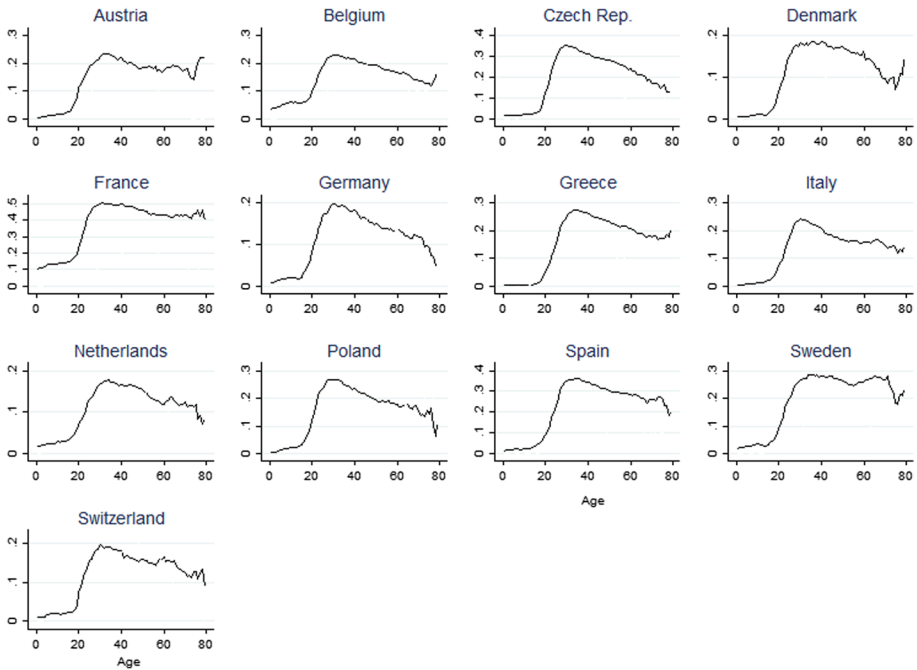 Austria Belgium Czech Rep. Denmark
.3 .3 .4 .2
.2 .2 .3
.1 .1 .2 .1
0 0 .1 0
0
0 20 40 60 80 0 20 40 60 80 0 20 40 60 80 0 20 40 60 80
France Germany Greece Italy
.5 .2 .3 .3
.4 .2 .2
.3 .1
.2 .1 .1
.1
0 0 0 0
0 20 40 60 80 0 20 40 60 80 0 20 40 60 80 0 20 40 60 80
Netherlands Poland Spain Sweden
.2 .3 .4 .3
.2 .3 .2
.1 .1 .2 .1
.1
0 0 0 0
0 20 40 60 80 0 20 40 60 80 0 20 40 60 80 0 20 40 60 80
Age
Switzerland
.2
.1
0
0 20 40 60 80
Age